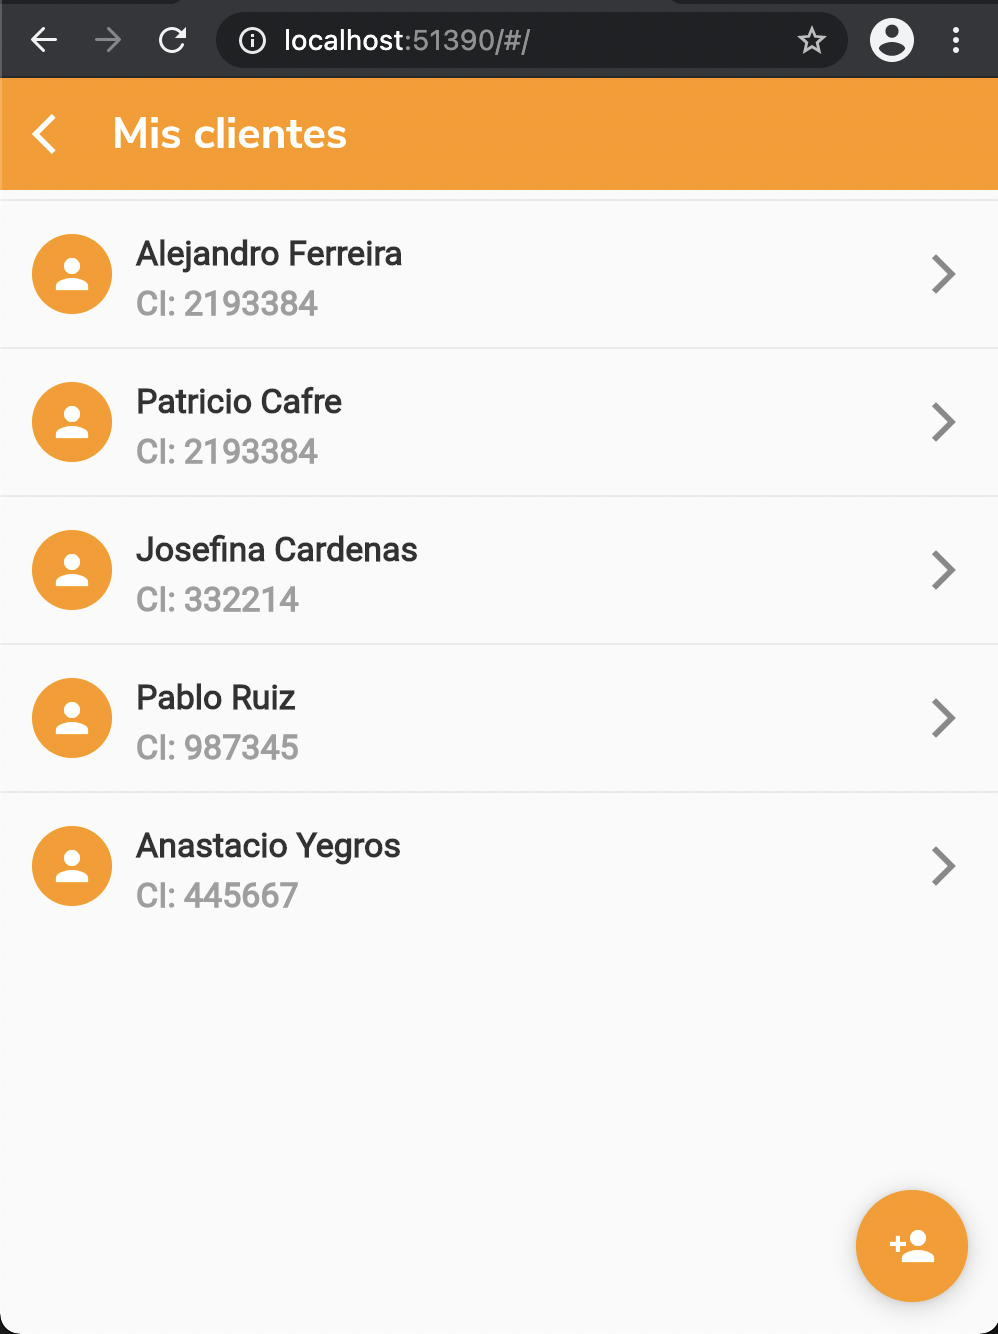 localhost:51390/#/
Mis clientes
Alejandro Ferreira
CI: 2193384
Patricio Cafre
CI: 2193384
Josefina Cardenas
CI: 332214
Pablo Ruiz
CI: 987345
Anastacio Yegros
CI: 445667